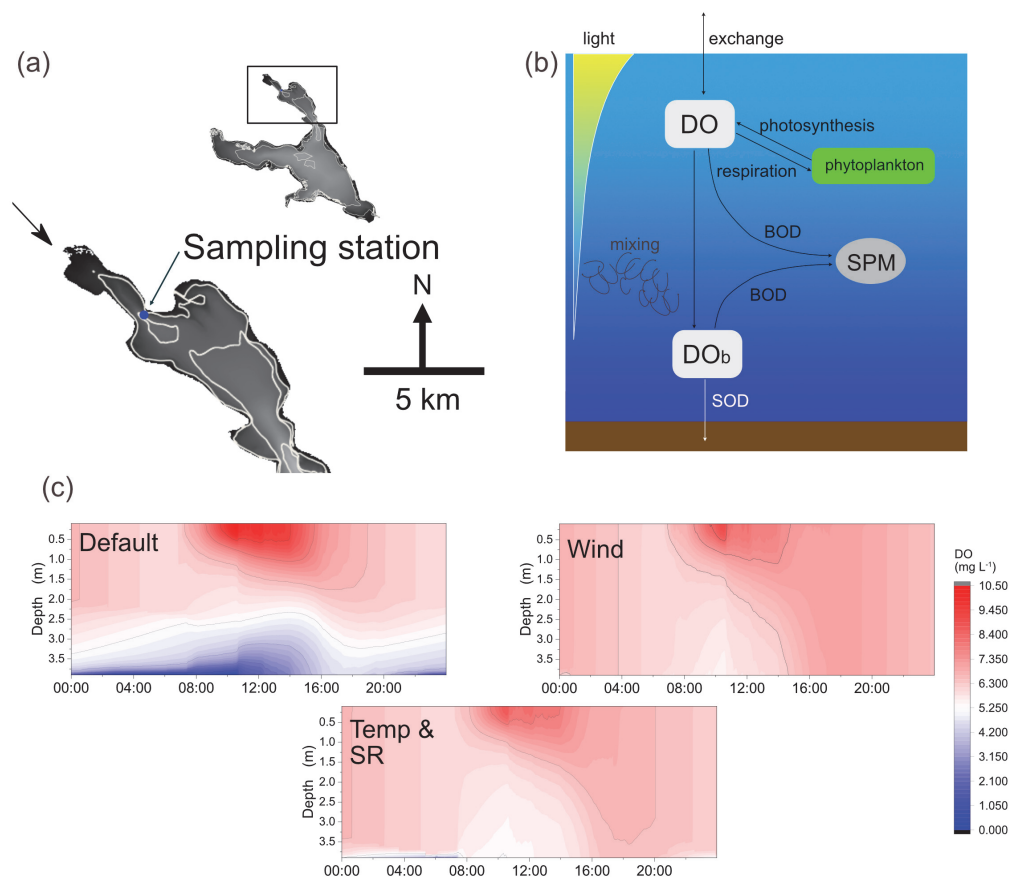 (a)
Sampling station
N
5 km
(b)
light
exchange
DO
photosynthesis
respiration
phytoplankton
BOD
mixing
SPM
BOD
DOb
SOD
(c)
Default
Depth (m)
0.5
1.0
1.5
2.0
2.5
3.0
3.5
00:00 04:00 08:00 12:00 16:00 20:00
Wind
Depth (m)
0.5
1.0
1.5
2.0
2.5
3.0
3.5
00:00 04:00 08:00 12:00 16:00 20:00
Temp &
SR
Depth (m)
0.5
1.0
1.5
2.0
2.5
3.0
3.5
00:00 04:00 08:00 12:00 16:00 20:00
DO
(mg L-1)
10.50
9.450
8.400
7.350
6.300
5.250
4.200
3.150
2.100
1.050
0.000